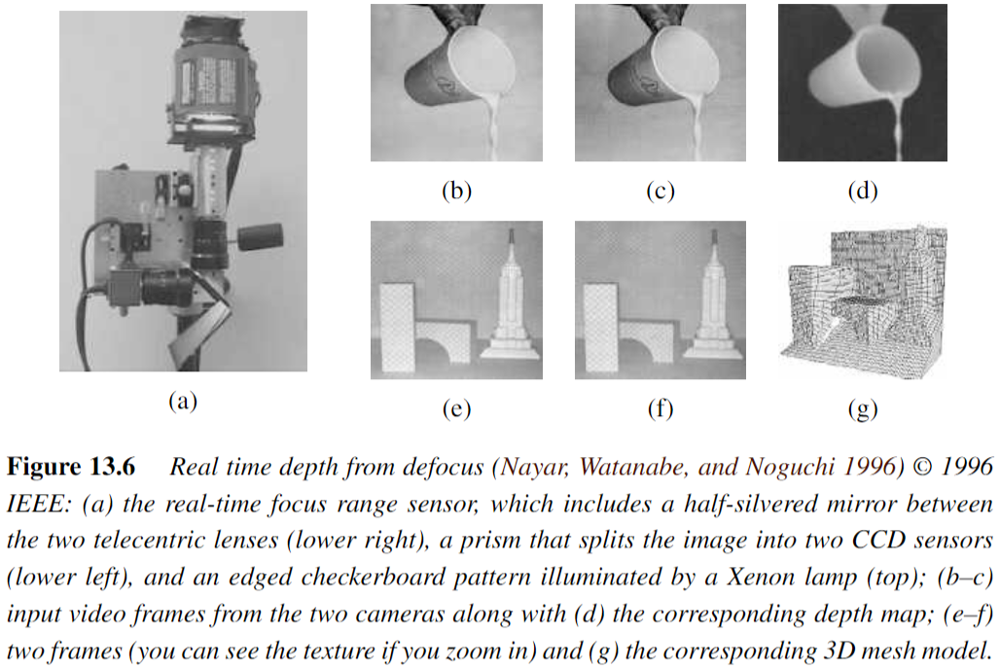 (a)
(b)
(c)
(d)
(e)
(f)
(g)
Figure 13.6 Real time depth from defocus (Nayar, Watanabe, and Noguchi 1996) © 1996
IEEE: (a) the real-time focus range sensor, which includes a half-silvered mirror between
the two telecentric lenses (lower right), a prism that splits the image into two CCD sensors
(lower left), and an edged checkerboard pattern illuminated by a Xenon lamp (top); (b–c)
input video frames from the two cameras along with (d) the corresponding depth map; (e–f)
two frames (you can see the texture if you zoom in) and (g) the corresponding 3D mesh model.